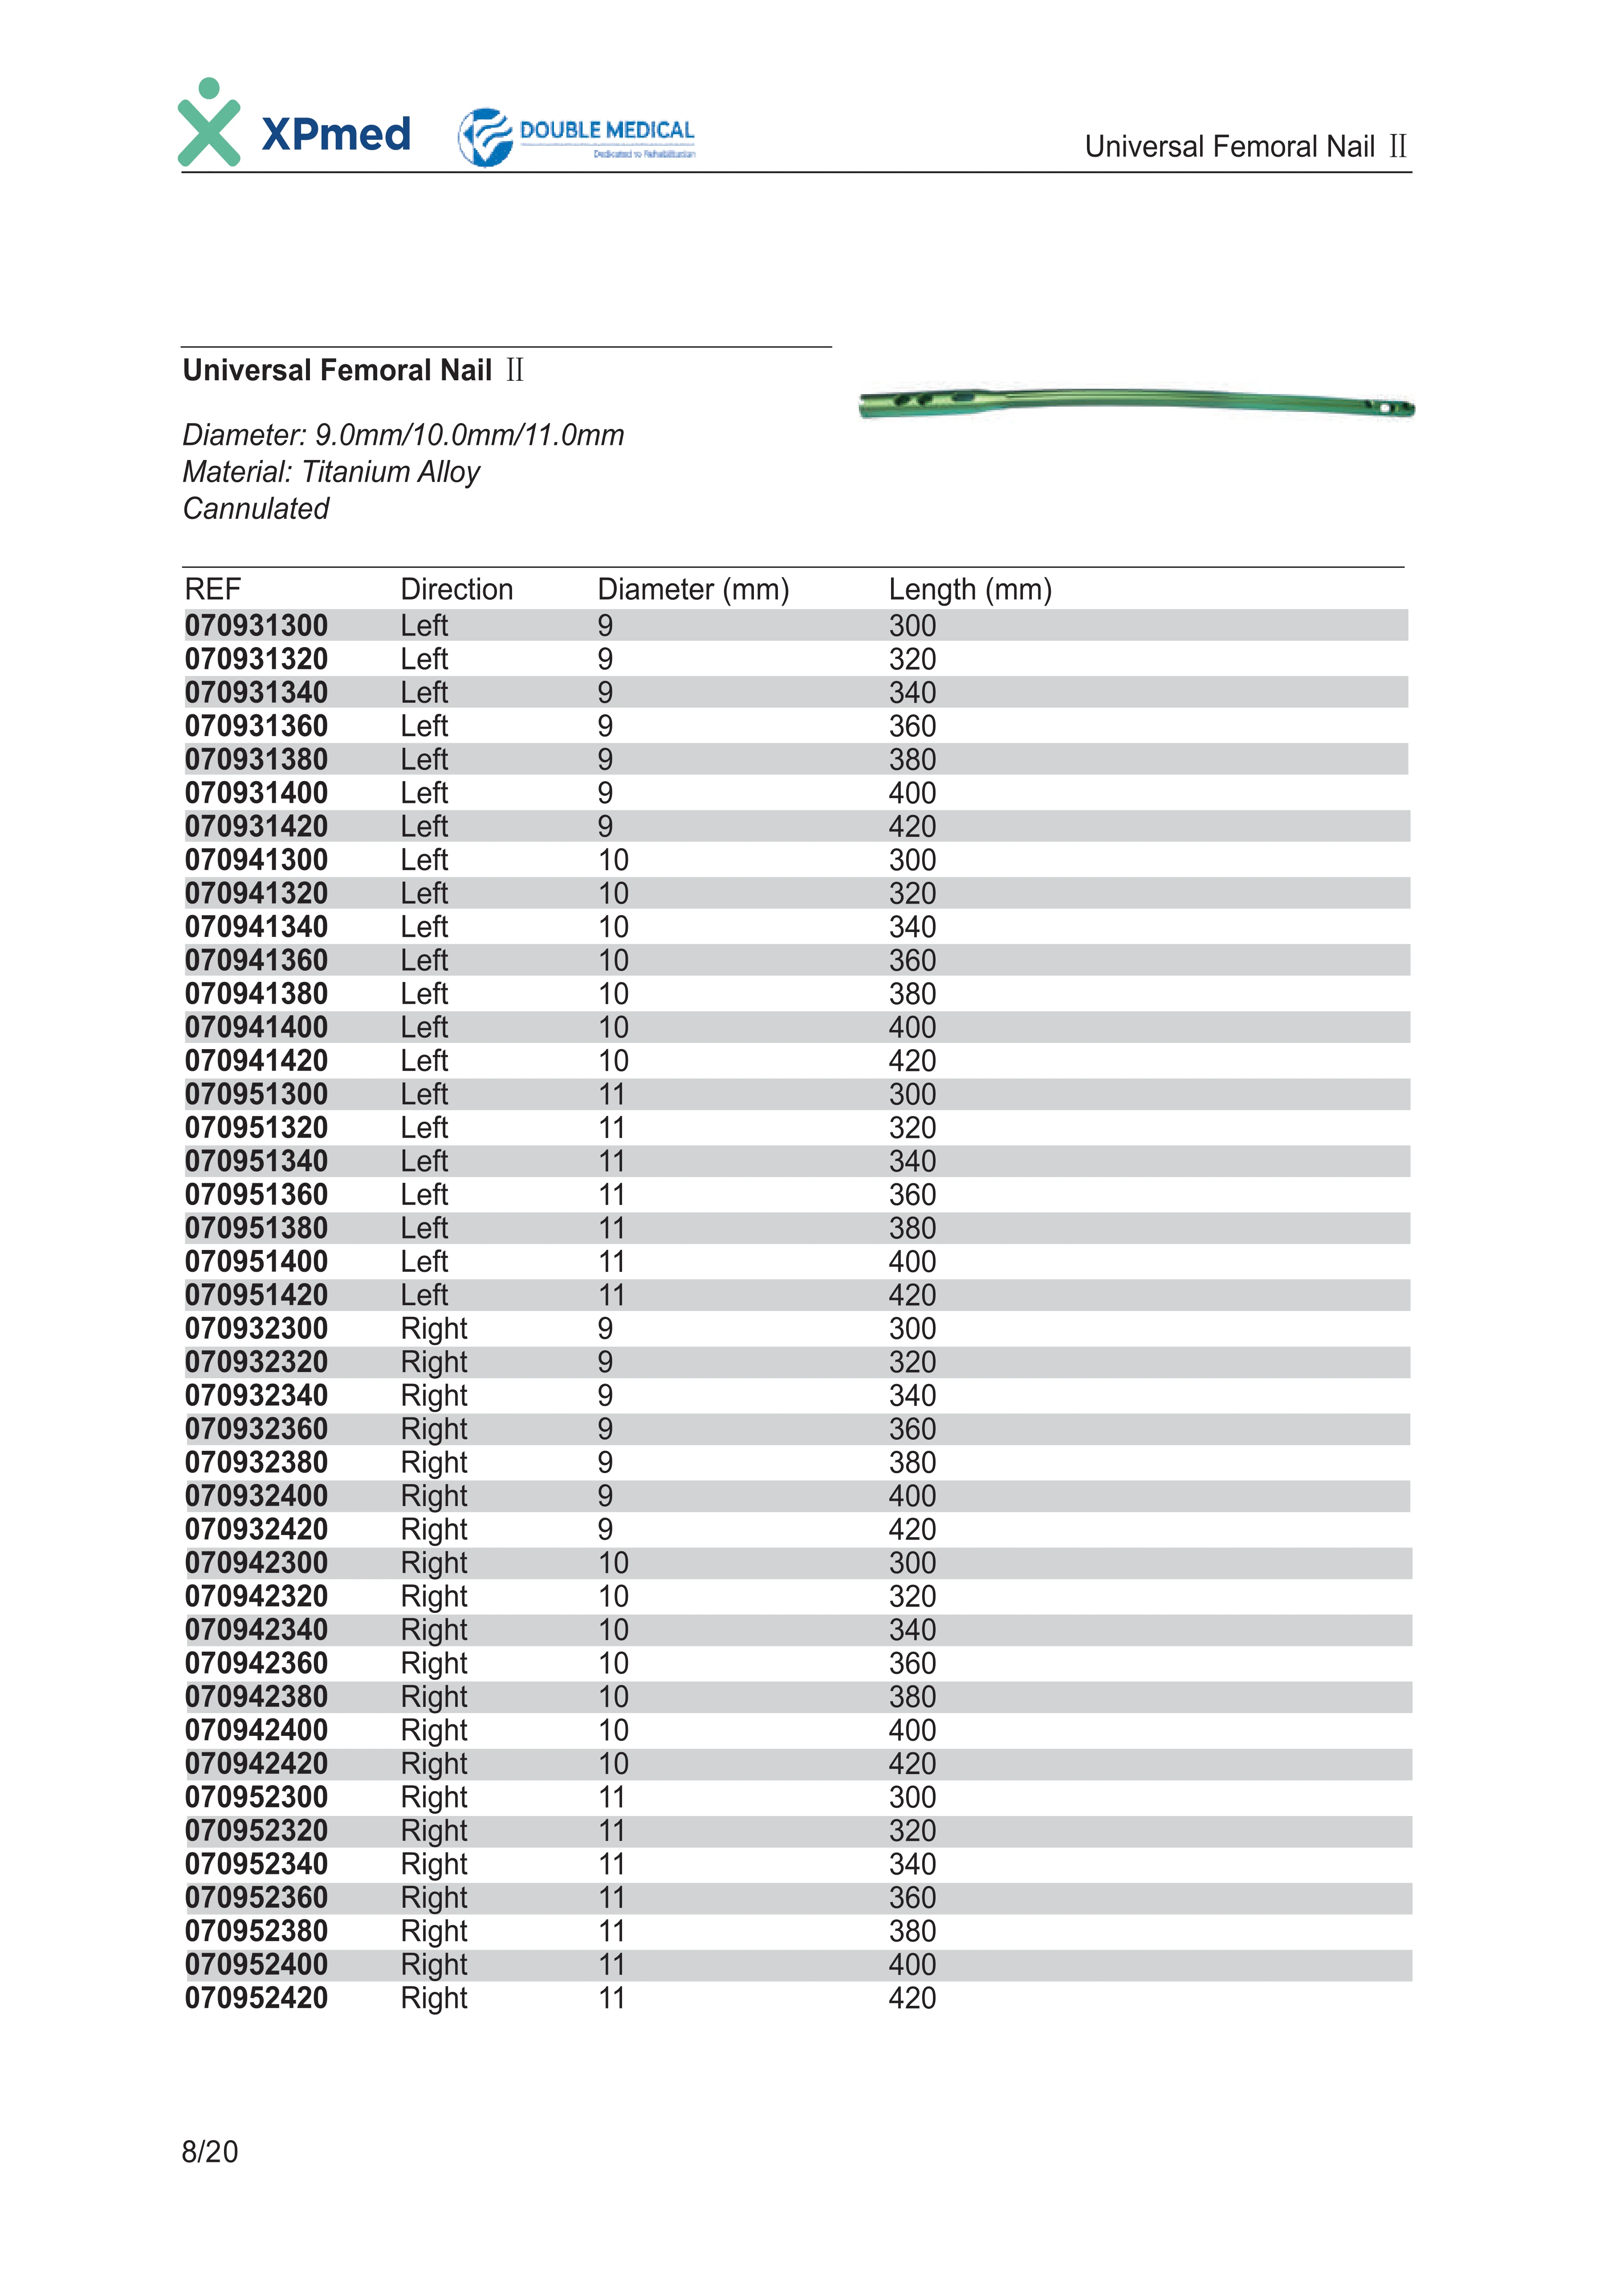 XPmed
DOUBLE MEDICAL
Dedicated to Rehabilitation
Universal Femoral Nail Ⅱ
Universal Femoral Nail Ⅱ
Diameter: 9.0mm/10.0mm/11.0mm
Material: Titanium Alloy
Cannulated
REF Direction Diameter (mm) Length (mm)
070931300 Left 9 300
070931320 Left 9 320
070931340 Left 9 340
070931360 Left 9 360
070931380 Left 9 380
070931400 Left 9 400
070931420 Left 9 420
070941300 Left 10 300
070941320 Left 10 320
070941340 Left 10 340
070941360 Left 10 360
070941380 Left 10 380
070941400 Left 10 400
070941420 Left 10 420
070951300 Left 11 300
070951320 Left 11 320
070951340 Left 11 340
070951360 Left 11 360
070951380 Left 11 380
070951400 Left 11 400
070951420 Left 11 420
070932300 Right 9 300
070932320 Right 9 320
070932340 Right 9 340
070932360 Right 9 360
070932380 Right 9 380
070932400 Right 9 400
070932420 Right 9 420
070942300 Right 10 300
070942320 Right 10 320
070942340 Right 10 340
070942360 Right 10 360
070942380 Right 10 380
070942400 Right 10 400
070942420 Right 10 420
070952300 Right 11 300
070952320 Right 11 320
070952340 Right 11 340
070952360 Right 11 360
070952380 Right 11 380
070952400 Right 11 400
070952420 Right 11 420
8/20